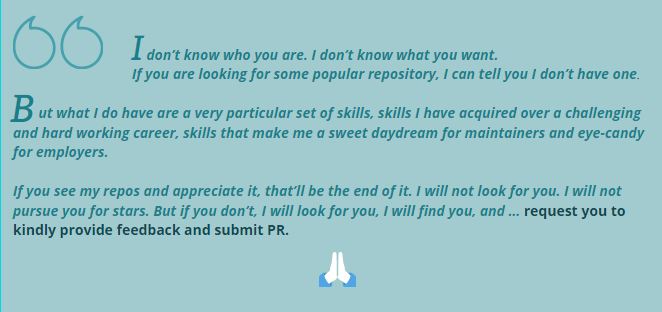 I don’t know who you are. I don’t know what you want.
If you are looking for some popular repository, I can tell you I don’t have one.
But what I do have are a very particular set of skills, skills I have acquired over a challenging
and hard working career, skills that make me a sweet daydream for maintainers and eye-candy
for employers.
If you see my repos and appreciate it, that’ll be the end of it. I will not look for you. I will not
pursue you for stars. But if you don’t, I will look for you, I will find you, and ... request you to
kindly provide feedback and submit PR.